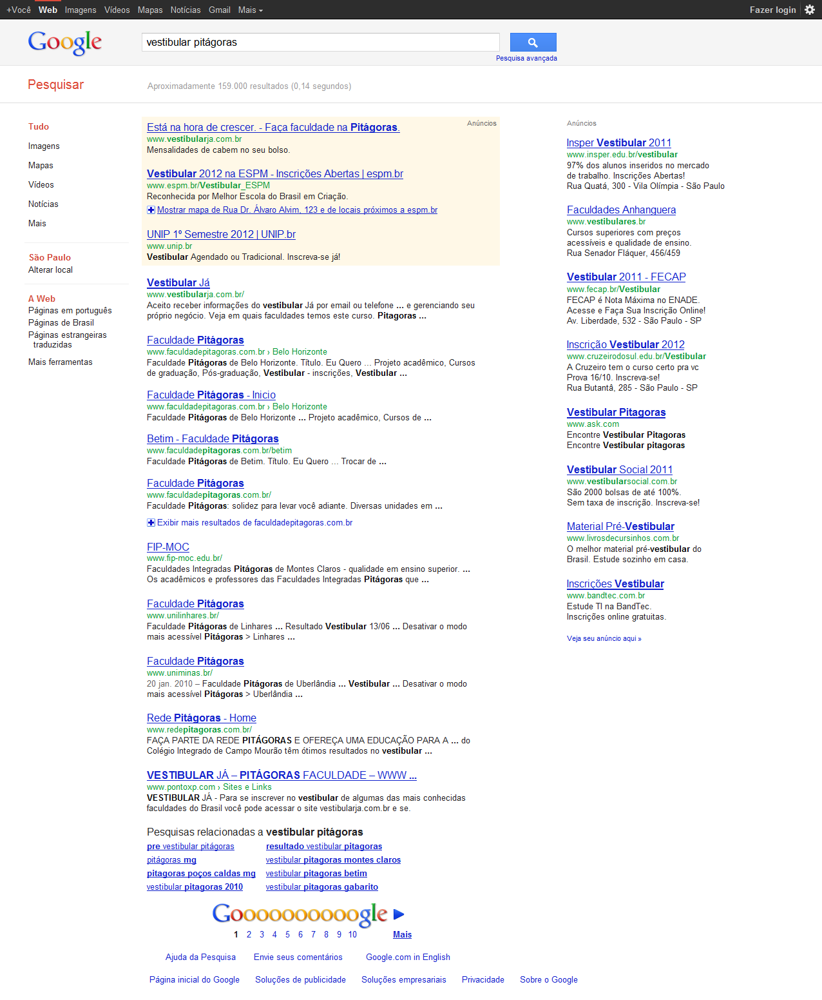 +Você Web Imagens Vídeos Mapas Notícias Gmail Mais
Fazer login
Google
vestibular pitágoras
Pesquisa avançada
Pesquisar
Aproximadamente 159.000 resultados (0,14 segundos)
Tudo
Imagens
Mapas
Vídeos
Notícias
Mais
São Paulo
Alterar local
A Web
Páginas em português
Páginas de Brasil
Páginas estrangeiras
traduzidas
Mais ferramentas
Anúncios
Está na hora de crescer. - Faça faculdade na Pitágoras.
www.vestibularja.com.br
Mensalidades de cabem no seu bolso.
Vestibular 2012 na ESPM - Inscrições Abertas | espm.br
www.espm.br/Vestibular_ESPM
Reconhecida por Melhor Escola do Brasil em Criação.
Mostrar mapa de Rua Dr. Álvaro Alvim, 123 e de locais próximos a espm.br
UNIP 1º Semestre 2012 | UNIP.br
www.unip.br
Vestibular Agendado ou Tradicional. Inscreva-se já!
Vestibular Já
www.vestibularja.com.br/
Aceito receber informações do vestibular Já por email ou telefone ... e gerenciando seu
próprio negócio. Veja em quais faculdades temos este curso. Pitagoras ...
Faculdade Pitágoras
www.faculdadepitagoras.com.br › Belo Horizonte
Faculdade Pitágoras de Belo Horizonte. Título. Eu Quero ... Projeto acadêmico, Cursos
de graduação, Pós-graduação, Vestibular - inscrições, Vestibular ...
Faculdade Pitágoras - Inicio
www.faculdadepitagoras.com.br › Belo Horizonte
Faculdade Pitágoras de Belo Horizonte ... Projeto acadêmico, Cursos de ...
Betim - Faculdade Pitágoras
www.faculdadepitagoras.com.br/betim
Faculdade Pitágoras de Betim. Título. Eu Quero ... Trocar de ...
Faculdade Pitágoras
www.faculdadepitagoras.com.br/
Faculdade Pitágoras: solidez para levar você adiante. Diversas unidades em ...
Exibir mais resultados de faculdadepitagoras.com.br
FIP-MOC
www.fip-moc.edu.br/
Faculdades Integradas Pitágoras de Montes Claros - qualidade em ensino superior. ...
Os acadêmicos e professores das Faculdades Integradas Pitágoras que ...
Faculdade Pitágoras
www.unilinhares.br/
Faculdade Pitágoras de Linhares ... Resultado Vestibular 13/06 ... Desativar o modo
mais acessível Pitágoras > Linhares ...
Faculdade Pitágoras
www.uniminas.br/
20 jan. 2010 – Faculdade Pitágoras de Uberlândia ... Vestibular ... Desativar o modo
mais acessível Pitágoras > Uberlândia ...
Rede Pitágoras - Home
www.redepitagoras.com.br/
FAÇA PARTE DA REDE PITÁGORAS E OFEREÇA UMA EDUCAÇÃO PARA A ... do
Colégio Integrado de Campo Mourão têm ótimos resultados no vestibular ...
VESTIBULAR JÁ – PITÁGORAS FACULDADE – WWW ...
www.pontoxp.com › Sites e Links
VESTIBULAR JÁ - Para se inscrever no vestibular de algumas das mais conhecidas
faculdades do Brasil você pode acessar o site vestibularja.com.br e se.
Anúncios
Insper Vestibular 2011
www.insper.edu.br/vestibular
97% dos alunos inseridos no mercado
de trabalho. Inscrições Abertas!
Rua Quatá, 300 - Vila Olímpia - São Paulo
Faculdades Anhanguera
www.vestibulares.br
Cursos superiores com preços
acessíveis e qualidade de ensino.
Rua Senador Fláquer, 456/459
Vestibular 2011 - FECAP
www.fecap.br/Vestibular
FECAP é Nota Máxima no ENADE.
Acesse e Faça Sua Inscrição Online!
Av. Liberdade, 532 - São Paulo - SP
Inscrição Vestibular 2012
www.cruzeirodosul.edu.br/Vestibular
A Cruzeiro tem o curso certo pra vc
Prova 16/10. Inscreva-se!
Rua Butantã, 285 - São Paulo - SP
Vestibular Pitagoras
www.ask.com
Encontre Vestibular Pitagoras
Encontre Vestibular pitagoras
Vestibular Social 2011
www.vestibularsocial.com.br
São 2000 bolsas de até 100%.
Sem taxa de inscrição. Inscreva-se!
Material Pré-Vestibular
www.livrosdecursinhos.com.br
O melhor material pré-vestibular do
Brasil. Estude sozinho em casa.
Inscrições Vestibular
www.bandtec.com.br
Estude TI na BandTec.
Inscrições online gratuitas.
Veja seu anúncio aqui »
Pesquisas relacionadas a vestibular pitágoras
pre vestibular pitágoras resultado vestibular pitagoras
pitágoras mg vestibular pitagoras montes claros
pitagoras poços caldas mg vestibular pitagoras betim
vestibular pitagoras 2010 vestibular pitagoras gabarito
Goooooooooogle
1 2 3 4 5 6 7 8 9 10 Mais
Ajuda da Pesquisa Envie seus comentários Google.com in English
Página inicial do Google Soluções de publicidade Soluções empresariais Privacidade Sobre o Google